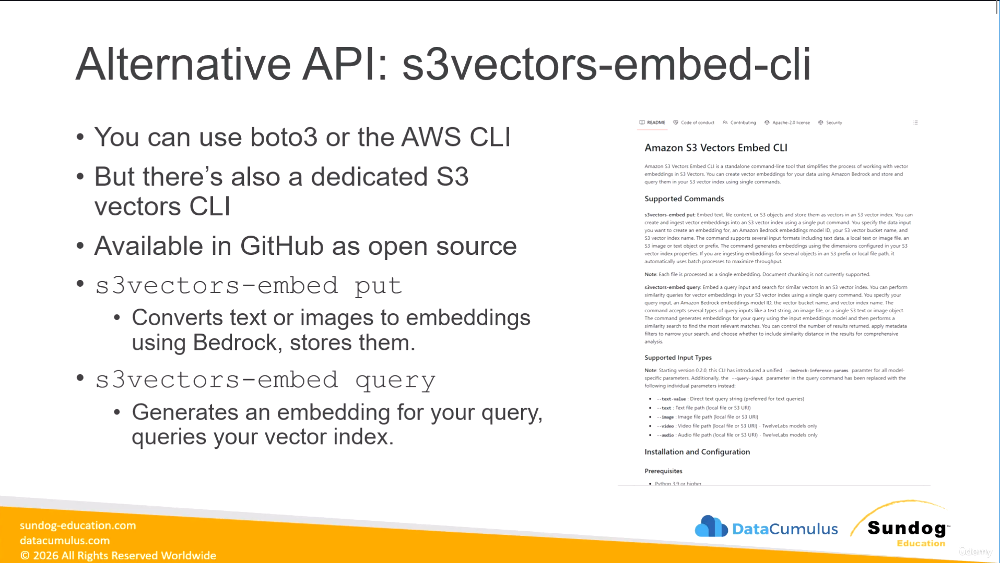 Alternative API: s3vectors-embed-cli
• You can use boto3 or the AWS CLI
• But there’s also a dedicated S3
vectors CLI
• Available in GitHub as open source
• s3vectors-embed put
• Converts text or images to embeddings
using Bedrock, stores them.
• s3vectors-embed query
• Generates an embedding for your query,
queries your vector index.
README Code of conduct Contributing Apache-2.0 license Security
Amazon S3 Vectors Embed CLI
Amazon S3 Vectors Embed CLI is a standalone command-line tool that simplifies the process of working with vector
embeddings in S3 Vectors. You can create vector embeddings for your data using Amazon Bedrock and store and
query them in your S3 vector index using single commands.
Supported Commands
s3vectors-embed put: Embed text, file content, or S3 objects and store them as vectors in an S3 vector index. You can
create and ingest vector embeddings into an S3 vector index using a single put command. You specify the data input
you want to create an embedding for, an Amazon Bedrock embeddings model ID, your S3 vector bucket name, and
S3 vector index name. The command supports several input formats including text data, a local text or image file, an
S3 image or text object or prefix. The command generates embeddings using the dimensions configured in your S3
vector index properties. If you are ingesting embeddings for several objects in an S3 prefix or local file path, it
automatically uses batch processes to maximize throughput.
Note: Each file is processed as a single embedding. Document chunking is not currently supported.
s3vectors-embed query: Embed a query input and search for similar vectors in an S3 vector index. You can perform
similarity queries for vector embeddings in your S3 vector index using a single query command. You specify your
query input, an Amazon Bedrock embeddings model ID, the vector bucket name, and vector index name. The
command accepts several types of query inputs like a text string, an image file, or a single S3 text or image object.
The command generates embeddings for your query using the input embeddings model and then performs a
similarity search to find the most relevant matches. You can control the number of results returned, apply metadata
filters to narrow your search, and choose whether to include similarity distance in the results for comprehensive
analysis.
Supported Input Types
Note: Starting version 0.2.0, this CLI has introduced a unified --bedrock-inference-params paramter for all model-
specific parameters. Additionally, the --query-input parameter in the query command has been replaced with the
following individual parameters instead:
• --text-value : Direct text query string (preferred for text queries)
• --text : Text file path (local file or S3 URI)
• --image : Image file path (local file or S3 URI)
• --video : Video file path (local file or S3 URI) - TwelveLabs models only
• --audio : Audio file path (local file or S3 URI) - TwelveLabs models only
Installation and Configuration
Prerequisites
• Python 3.9 or higher
sundog-education.com
datacumulus.com
© 2026 All Rights Reserved Worldwide
DataCumulus
Sundog™
Education
ûdemy